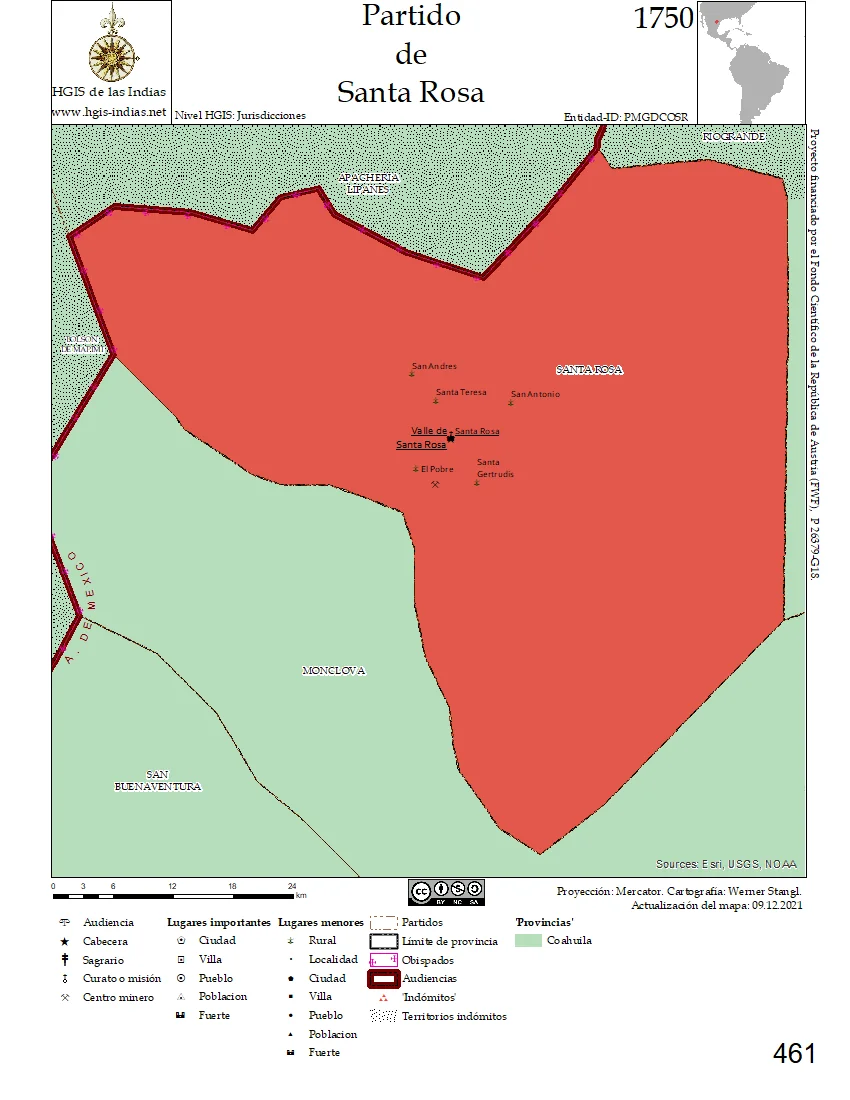 Partido
de
Santa Rosa
1750
HGIS de las Indias
www.hgis-indias.net
Nivel HGIS: Jurisdicciones
Entidad-ID: PMGDCOSR
RIOGRANDE
APACHERIA
LIPANES
BOLSON
DE MAPIMI
SANTA ROSA
San Andres
Santa Teresa
San Antonio
Valle de
Santa Rosa
Santa Rosa
El Pobre
Santa
Gertrudis
A. DE MEXICO
MONCLOVA
SAN
BUENAVENTURA
Sources: Esri, USGS, NOAA
Proyecto financiado por el Fondo Científico de la República de Austria (FWF), P 26379-G18.
0 3 6 12 18 24
km
cc
BY NC SA
Proyección: Mercator. Cartografía: Werner Stangl.
Actualización del mapa: 09.12.2021
Audiencia
Cabecera
Sagrario
Curato o misión
Centro minero
Lugares importantes
Ciudad
Villa
Pueblo
Poblacion
Fuerte
Lugares menores
Rural
Localidad
Ciudad
Villa
Pueblo
Poblacion
Fuerte
Partidos
Límite de provincia
Obispados
Audiencias
'Indómitos'
Territorios indómitos
'Provincias'
Coahuila
461